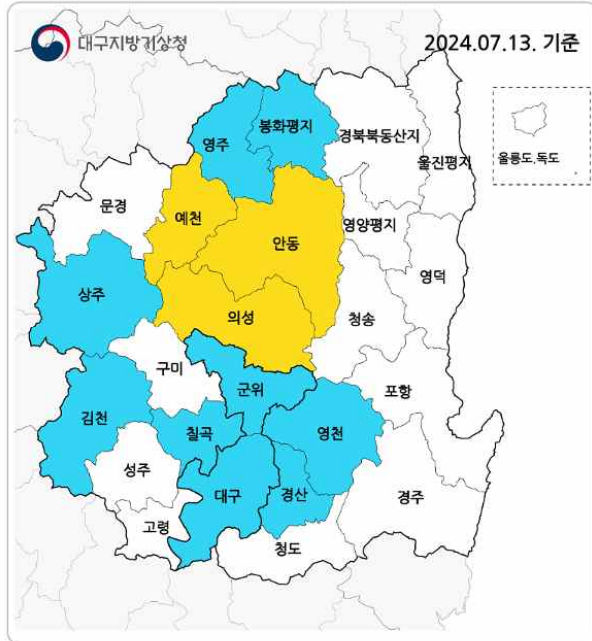 대구지방기상청
2024.07.13. 기준
영주
봉화평지
경북북동산지
울진평지
울릉도.독도
문경
예천
안동
영양평지
영덕
상주
의성
청송
구미
군위
포항
김천
칠곡
영천
성주
대구
경산
경주
고령
청도